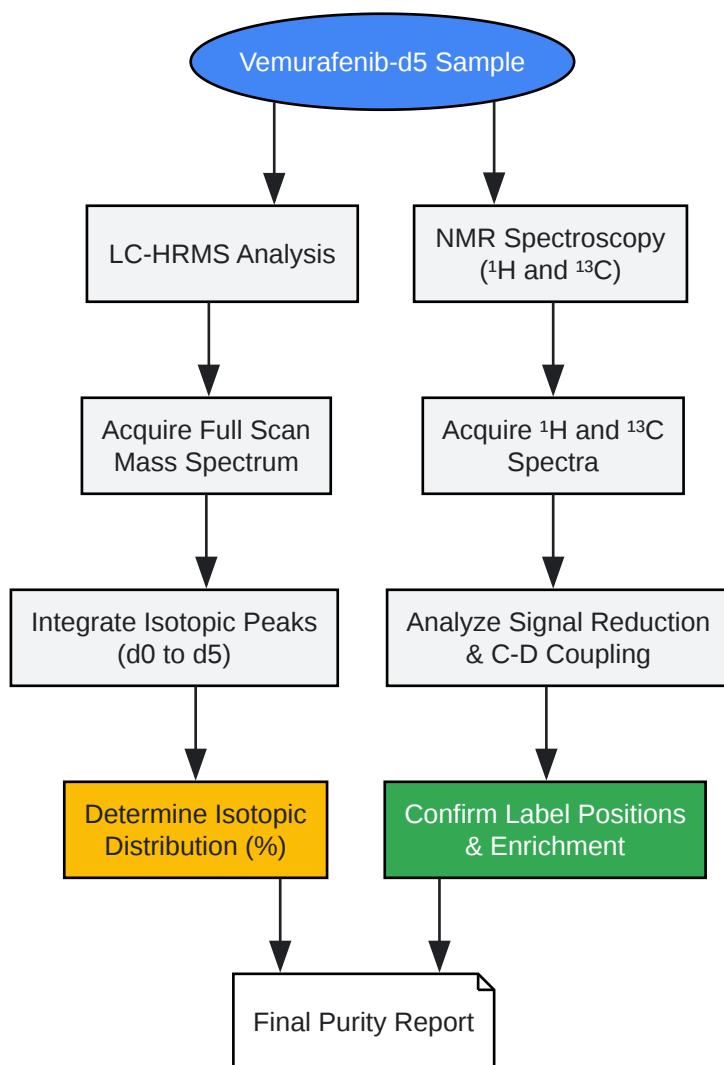 Vemurafenib-d5 Sample
LC-HRMS Analysis
NMR Spectroscopy
(¹H and ¹³C)
Acquire Full Scan
Mass Spectrum
Acquire ¹H and ¹³C
Spectra
Integrate Isotopic Peaks
(d0 to d5)
Analyze Signal Reduction
& C-D Coupling
Determine Isotopic
Distribution (%)
Confirm Label Positions
& Enrichment
Final Purity Report